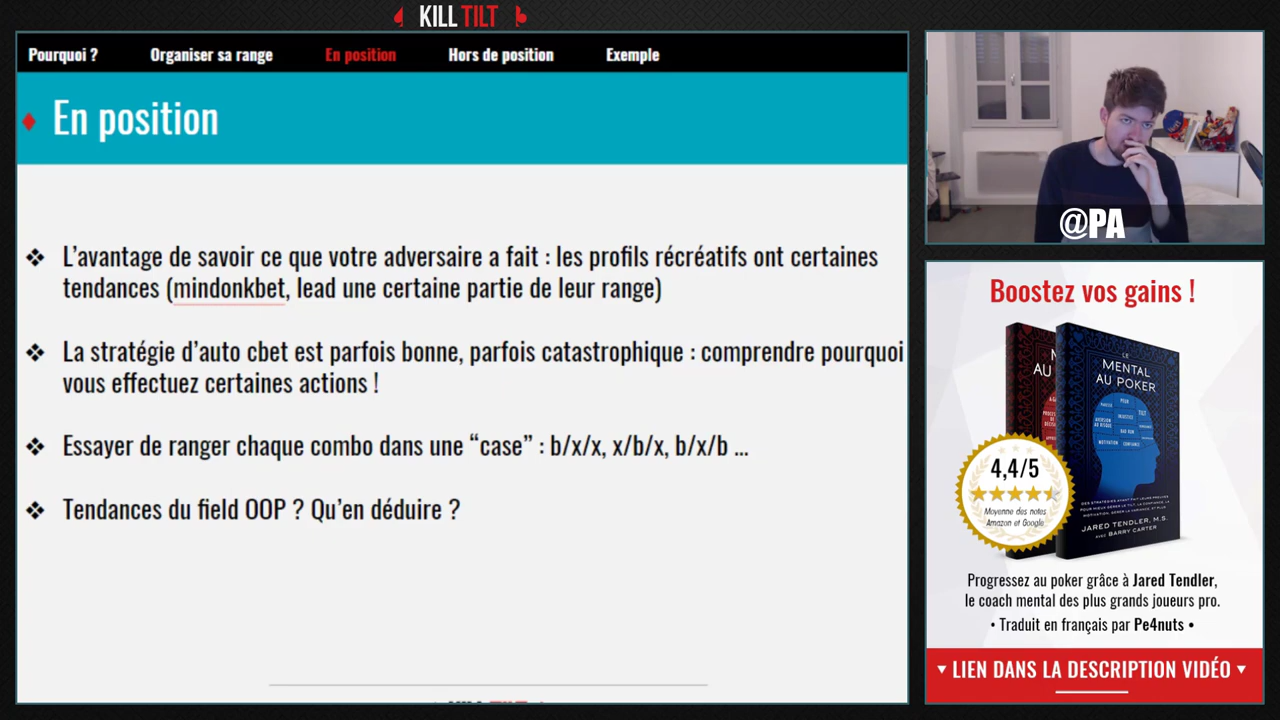 KILL TILT
Pourquoi ?
Organiser sa range
En position
Hors de position
Exemple
En position
❖ L’avantage de savoir ce que votre adversaire a fait : les profils récréatifs ont certaines
tendances (mindonkbet, lead une certaine partie de leur range)
❖ La stratégie d’auto cbet est parfois bonne, parfois catastrophique : comprendre pourquoi
vous effectuez certaines actions !
❖ Essayer de ranger chaque combo dans une “case” : b/x/x, x/b/x, b/x/b ...
❖ Tendances du field OOP ? Qu’en déduire ?
@PA
Boostez vos gains !
LE
MENTAL
AU POKER
4,4/5
Moyenne des notes
Amazon et Google
JARED TENDLER, M.S.
AVEC BARRY CARTER
Progressez au poker grâce à Jared Tendler,
le coach mental des plus grands joueurs pro.
• Traduit en français par Pe4nuts •
▼ LIEN DANS LA DESCRIPTION VIDÉO ▼